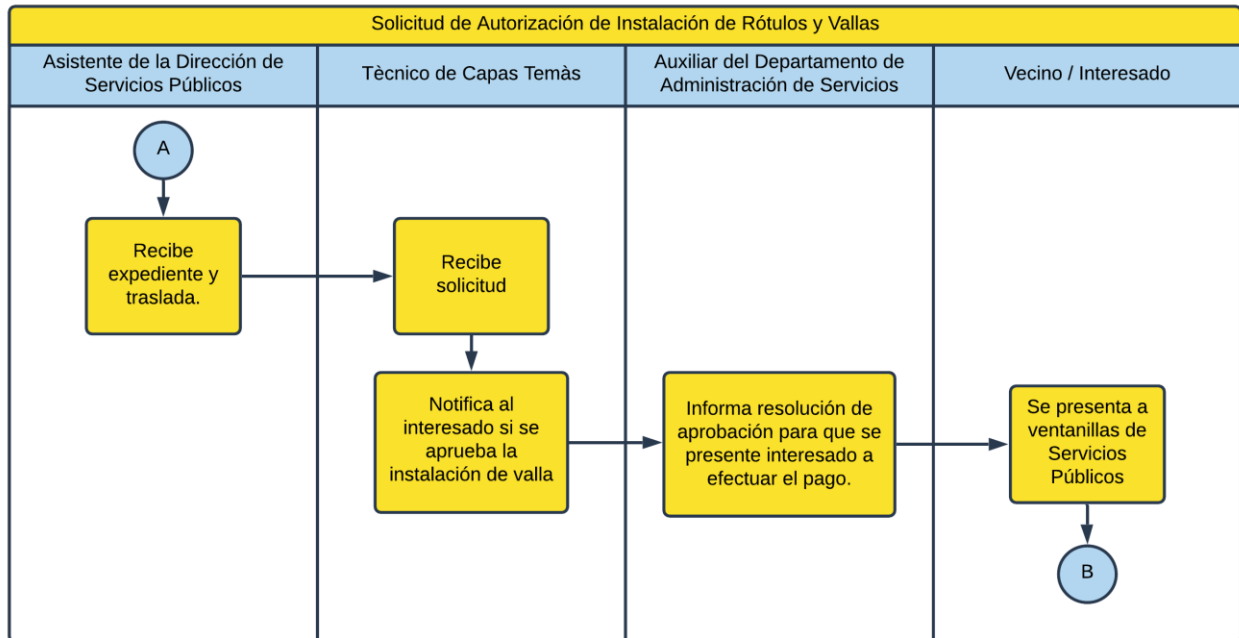 Solicitud de Autorización de Instalación de Rótulos y Vallas
Asistente de la Dirección de
Servicios Públicos
Tècnico de Capas Temàs
Auxiliar del Departamento de
Administración de Servicios
Vecino / Interesado
A
Recibe
expediente y
traslada.
Recibe
solicitud
Notifica al
interesado si se
aprueba la
instalación de valla
Informa resolución de
aprobación para que se
presente interesado a
efectuar el pago.
Se presenta a
ventanillas de
Servicios
Públicos
B